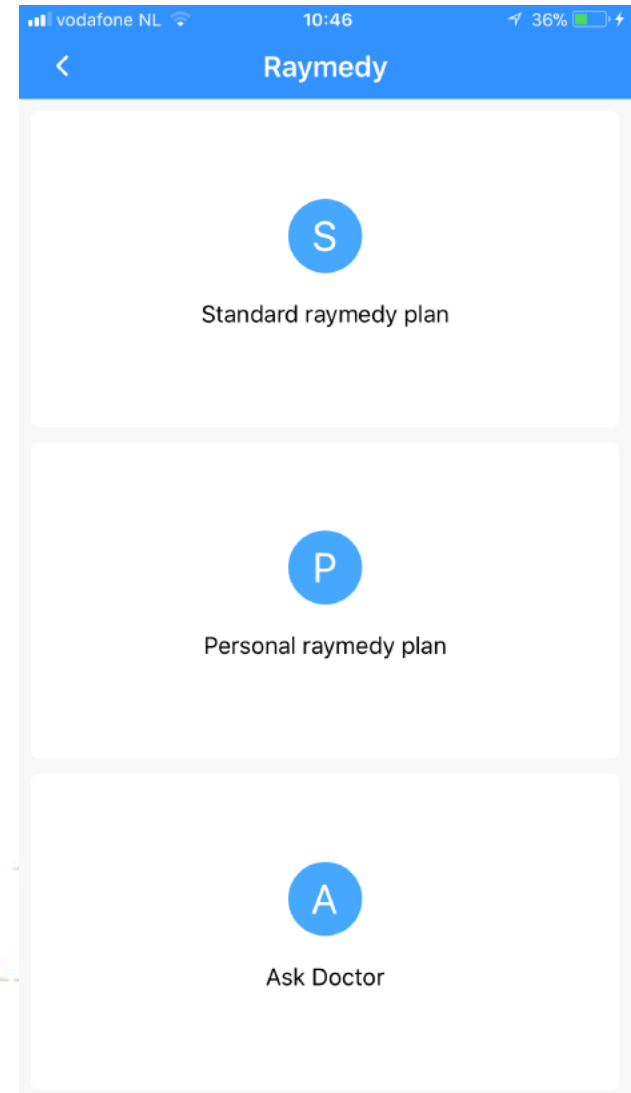 vodafone NL 10:46 36%
Raymedy
S
Standard raymedy plan
P
Personal raymedy plan
A
Ask Doctor